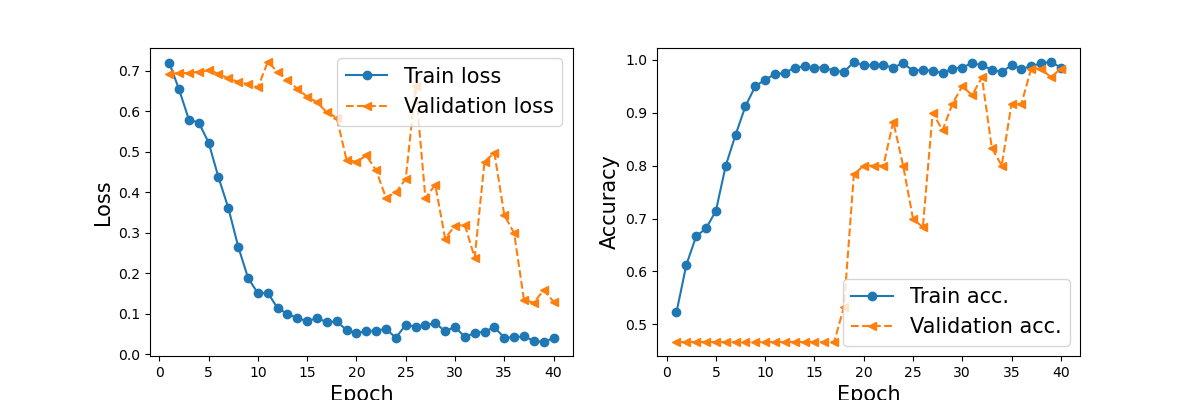 0.7
0.6
0.5
0.4
0.3
0.2
0.1
0.0
Loss
Train loss
Validation loss
0 5 10 15 20 25 30 35 40
Epoch
1.0
0.9
0.8
0.7
0.6
0.5
Accuracy
Train acc.
Validation acc.
0 5 10 15 20 25 30 35 40
Epoch